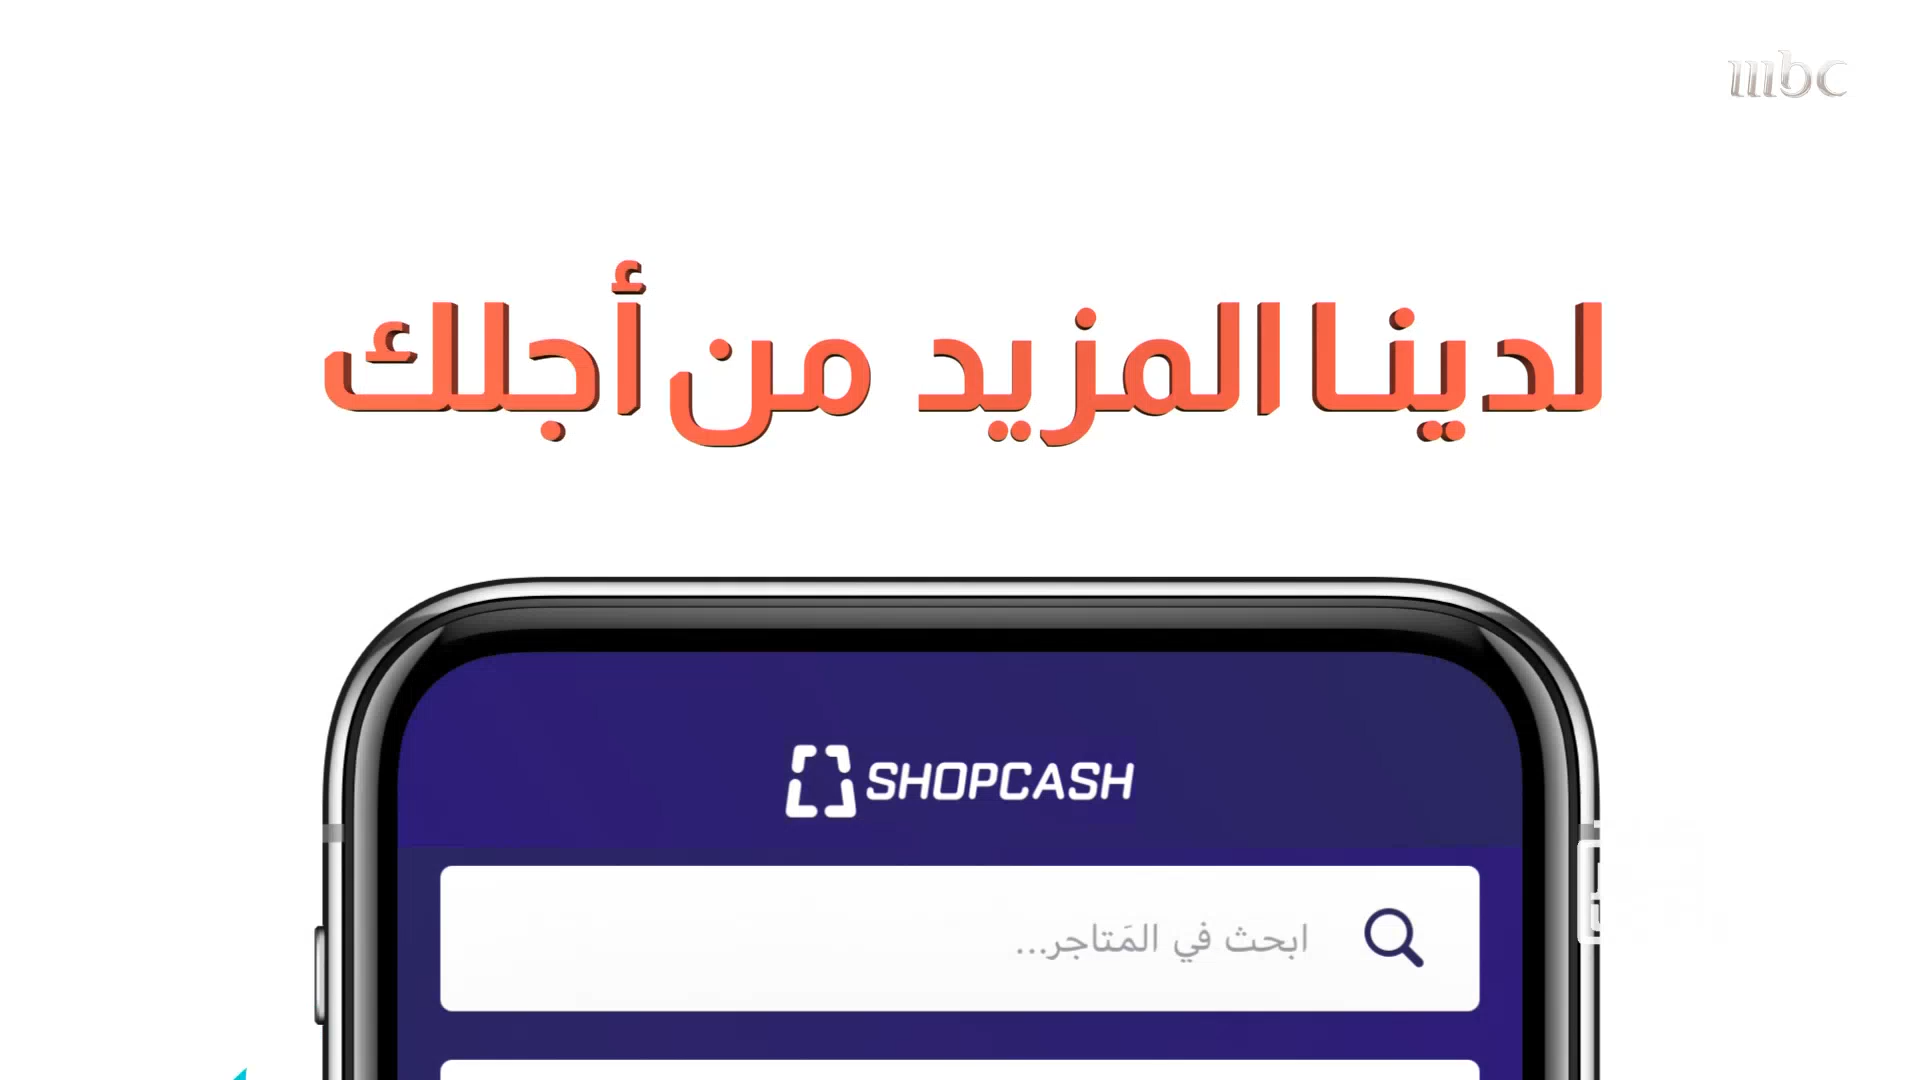 mbc
لدينا المزيد من أجلك
SHOPCASH
ابحث في المَتاجر...